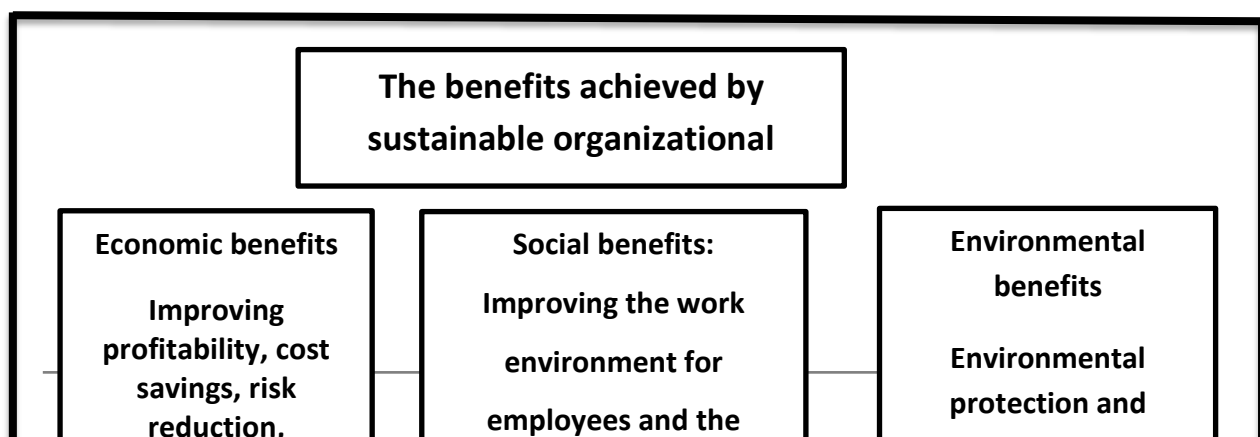 The benefits achieved by
sustainable organizational
Economic benefits
Improving
profitability, cost
savings, risk
reduction,
Social benefits:
Improving the work
environment for
employees and the
Environmental
benefits
Environmental
protection and